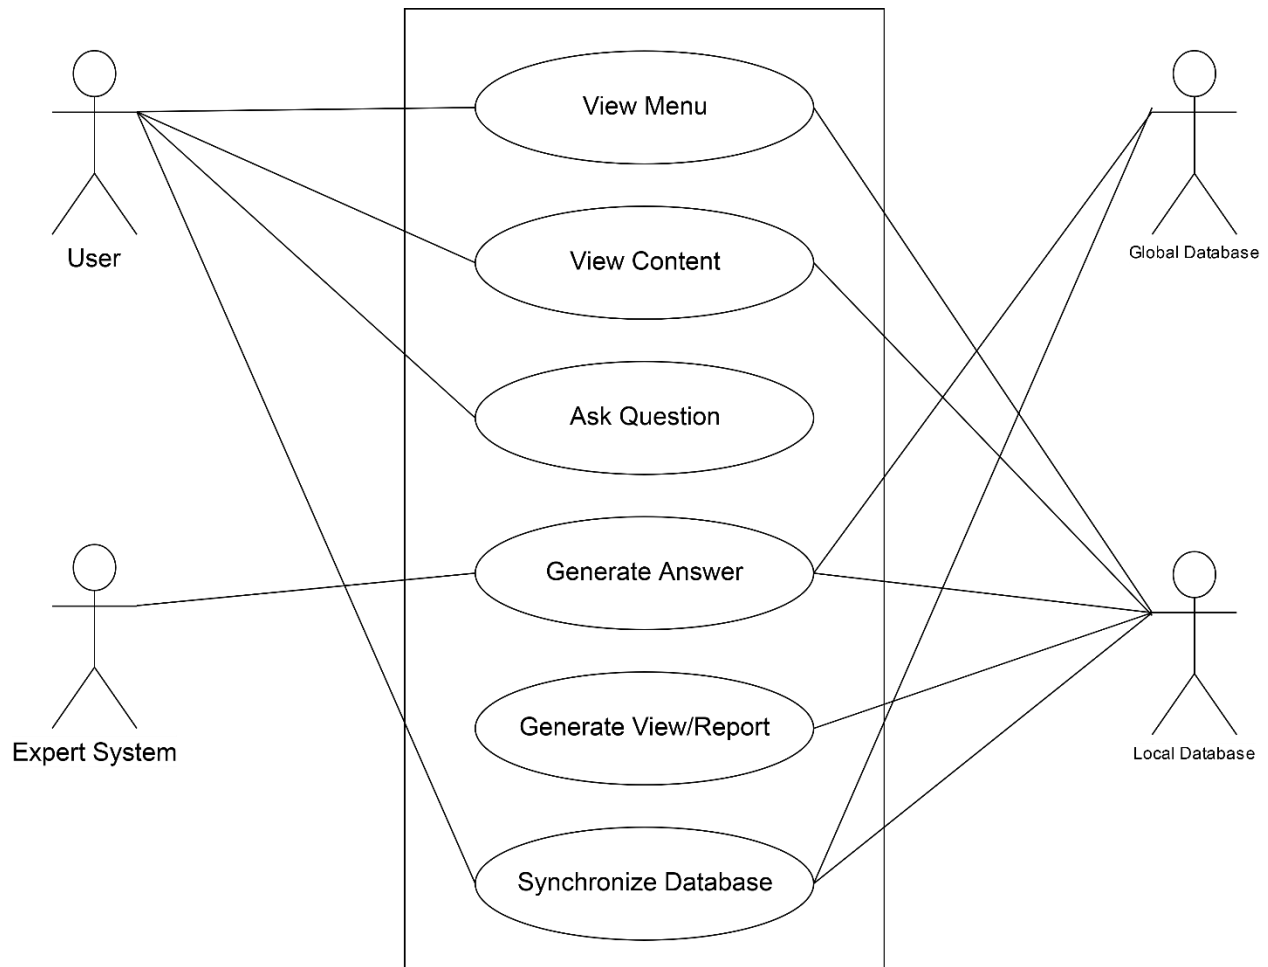 View Menu
User
View Content
Global Database
Ask Question
Generate Answer
Expert System
Generate View/Report
Local Database
Synchronize Database